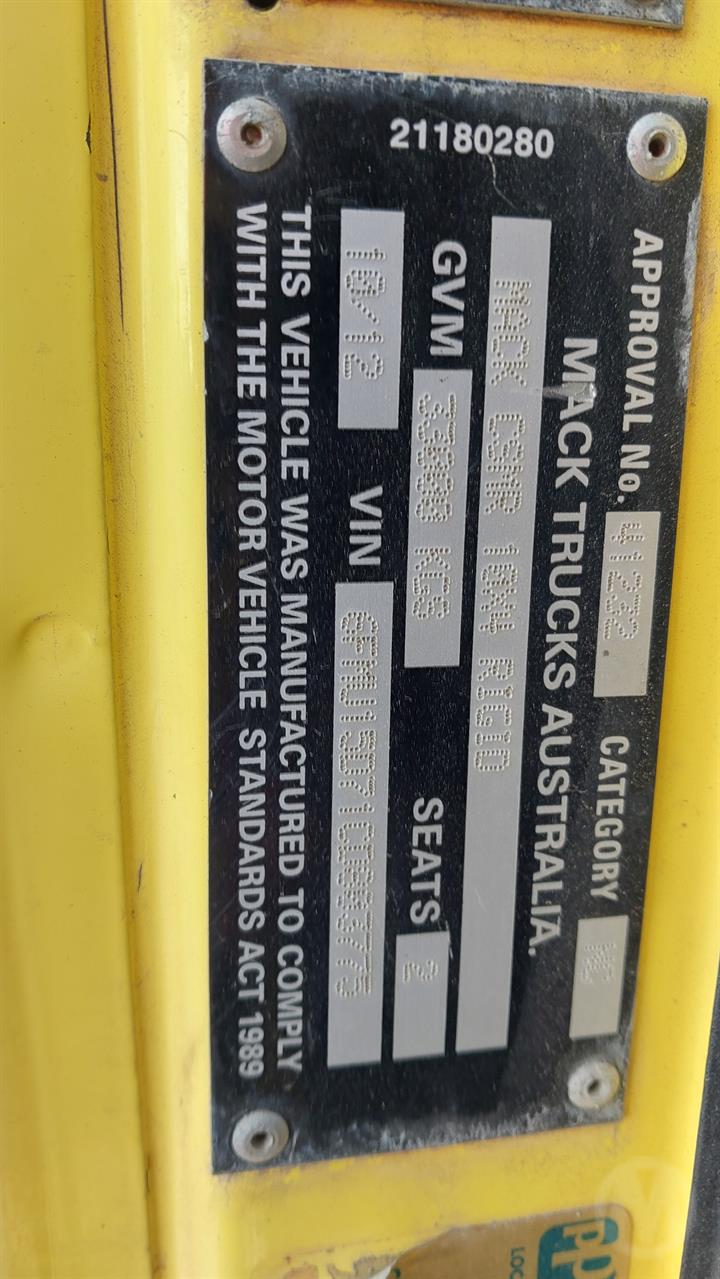 21180280
APPROVAL No. 41232 CATEGORY NC
MACK TRUCKS AUSTRALIA.
MACK CSMR 10X4 RIGID
GVM 33000 KGS SEATS 2
10/12 VIN
THIS VEHICLE WAS MANUFACTURED TO COMPLY
WITH THE MOTOR VEHICLE STANDARDS ACT 1989